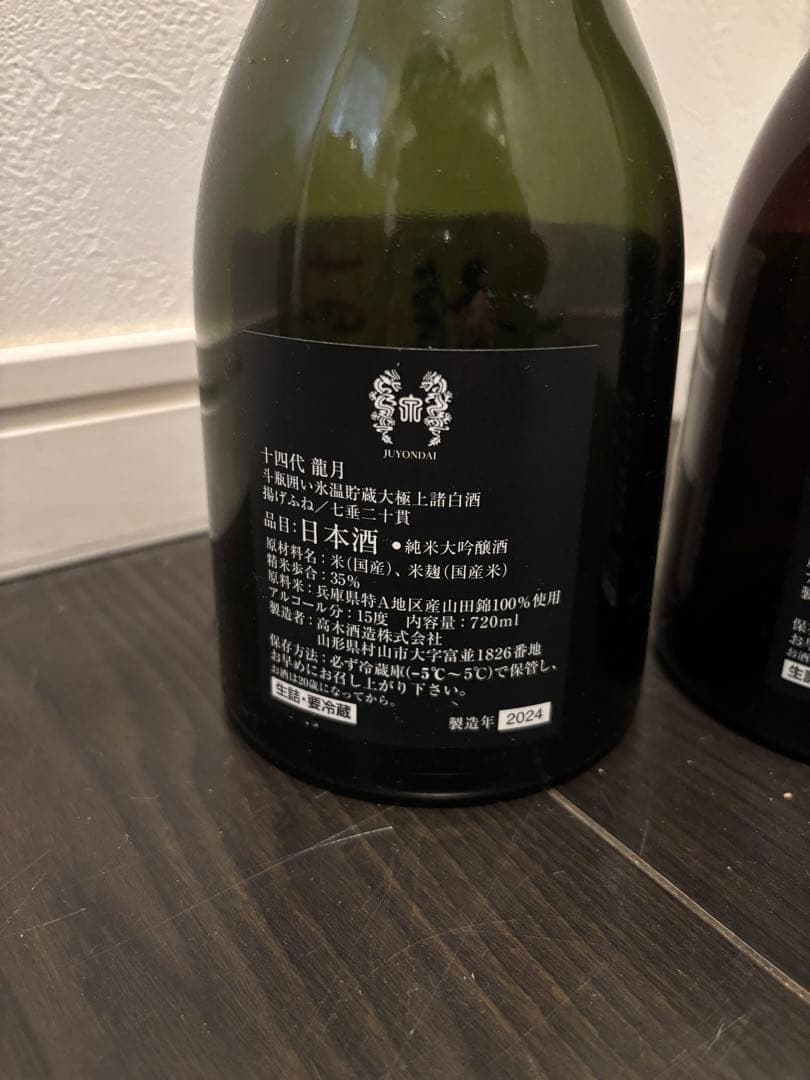 JUYONDAI
十四代 龍月
斗瓶囲い氷温貯蔵大極上諸白酒
揚げふね／七垂二十貫
品目：日本酒 ●純米大吟醸酒
原材料名：米(国産)、米麹(国産米)
精米歩合：35%
原料米：兵庫県特A地区産山田錦100%使用
アルコール分：15度 内容量：720ml
製造者：高木酒造株式会社
山形県村山市大字富並1826番地
保存方法：必ず冷蔵庫(−5℃〜5℃)で保管し、
お早めにお召し上がり下さい。
お酒は20歳になってから。
生詰・要冷蔵
製造年 2024